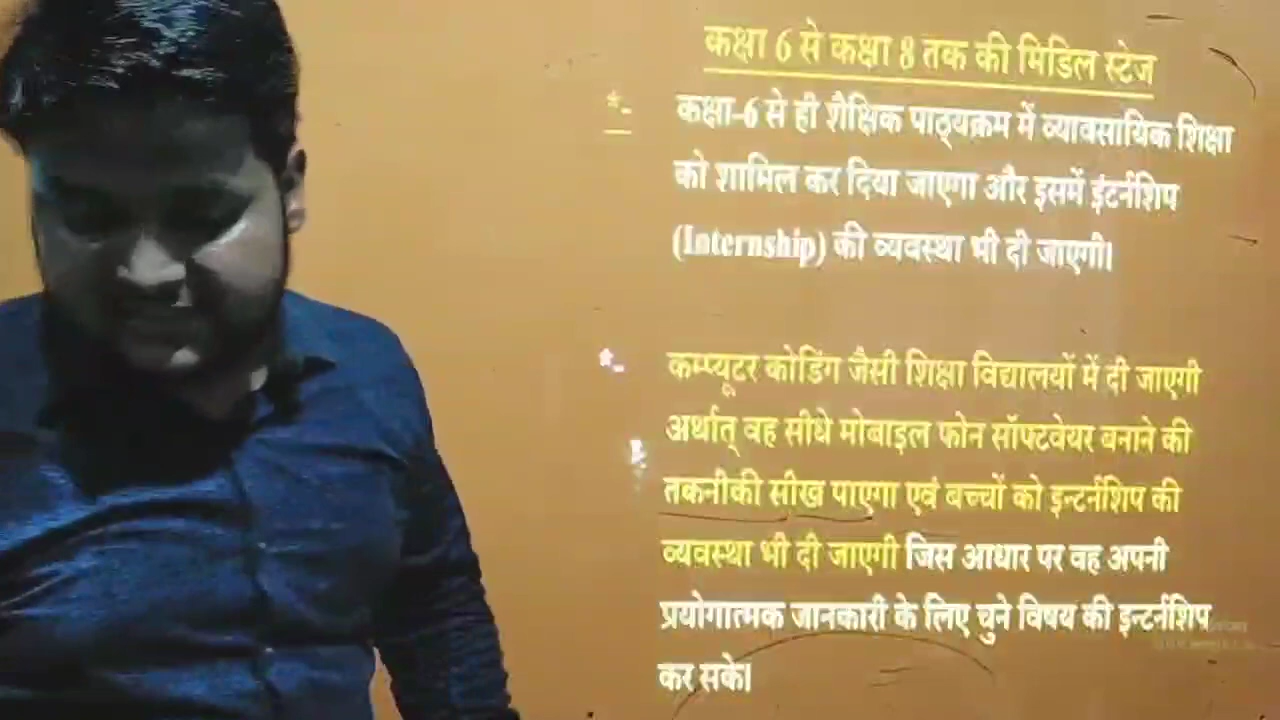 कक्षा 6 से कक्षा 8 तक की मिडिल स्टेज
*- कक्षा-6 से ही शैक्षिक पाठ्यक्रम में व्यावसायिक शिक्षा
को शामिल कर दिया जाएगा और इसमें इंटर्नशिप
(Internship) की व्यवस्था भी दी जाएगी।
*- कम्प्यूटर कोडिंग जैसी शिक्षा विद्यालयों में दी जाएगी
अर्थात् वह सीधे मोबाइल फोन सॉफ्टवेयर बनाने की
तकनीकी सीख पाएगा एवं बच्चों को इन्टर्नशिप की
व्यवस्था भी दी जाएगी जिस आधार पर वह अपनी
प्रयोगात्मक जानकारी के लिए चुने विषय की इन्टर्नशिप
कर सके।